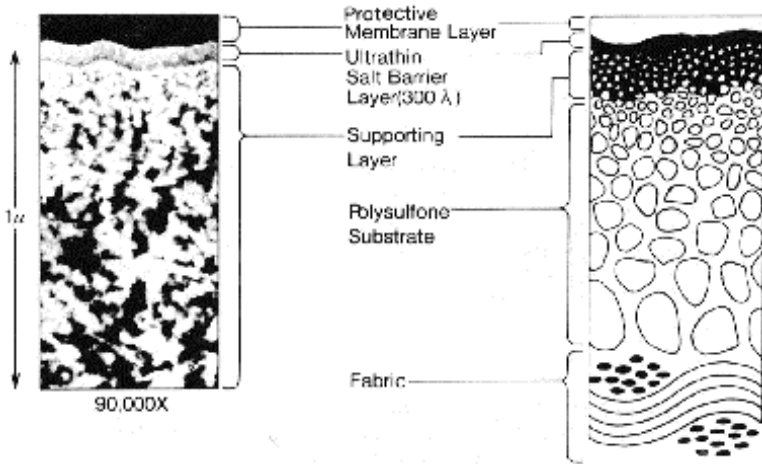 Protective
Membrane Layer
Ultrathin
Salt Barrier
Layer(300 λ)
Supporting
Layer
1μ
Polysulfone
Substrate
Fabric
90,000X